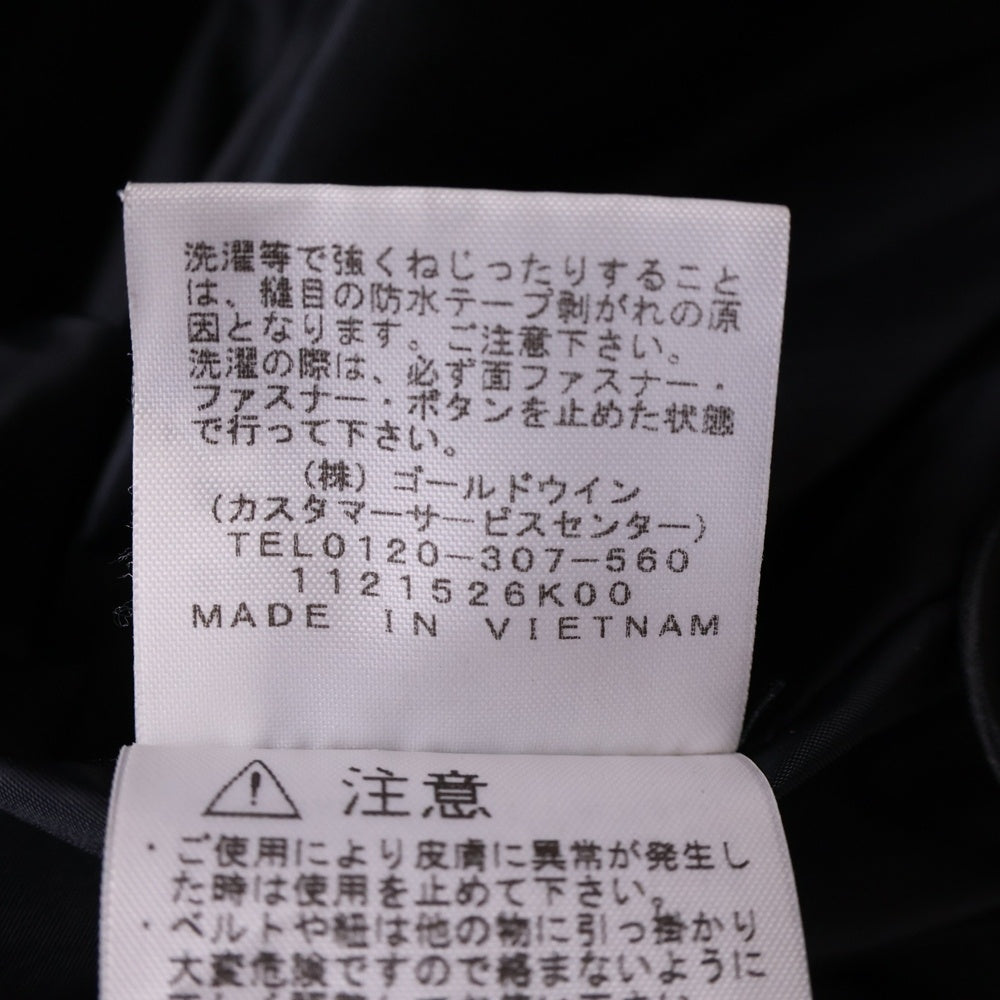 洗濯等で強くねじったりすること
は、縫目の防水テープ剥がれの原
因となります。ご注意下さい。
洗濯の際は、必ず面ファスナー・
ファスナー・ボタンを止めた状態
で行って下さい。
(株) ゴールドウイン
(カスタマーサービスセンター)
TEL0120-307-560
1121526K00
MADE IN VIETNAM
注意
・ご使用により皮膚に異常が発生し
た時は使用を止めて下さい。
・ベルトや紐は他の物に引っ掛かり
大変危険ですので絡まないように